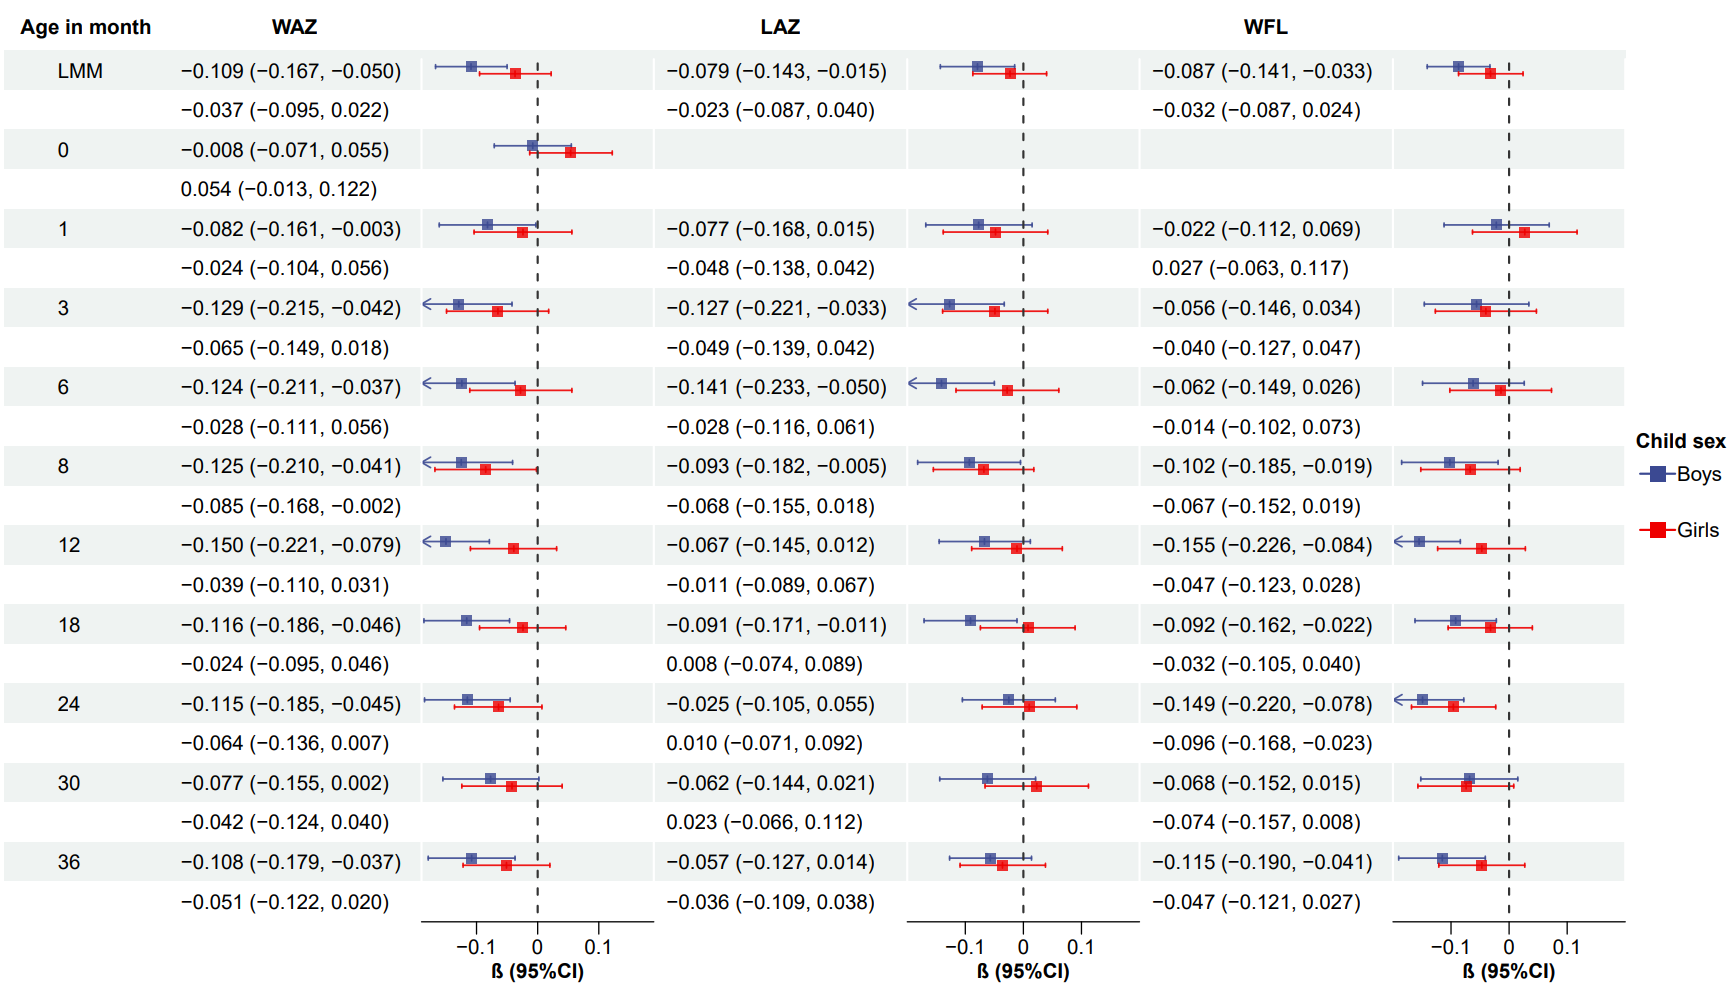 Age in month WAZ LAZ WFL
LMM −0.109 (−0.167, −0.050) −0.079 (−0.143, −0.015) −0.087 (−0.141, −0.033)
−0.037 (−0.095, 0.022) −0.023 (−0.087, 0.040) −0.032 (−0.087, 0.024)
0 −0.008 (−0.071, 0.055)
0.054 (−0.013, 0.122)
1 −0.082 (−0.161, −0.003) −0.077 (−0.168, 0.015) −0.022 (−0.112, 0.069)
−0.024 (−0.104, 0.056) −0.048 (−0.138, 0.042) 0.027 (−0.063, 0.117)
3 −0.129 (−0.215, −0.042) −0.127 (−0.221, −0.033) −0.056 (−0.146, 0.034)
−0.065 (−0.149, 0.018) −0.049 (−0.139, 0.042) −0.040 (−0.127, 0.047)
6 −0.124 (−0.211, −0.037) −0.141 (−0.233, −0.050) −0.062 (−0.149, 0.026)
−0.028 (−0.111, 0.056) −0.028 (−0.116, 0.061) −0.014 (−0.102, 0.073)
8 −0.125 (−0.210, −0.041) −0.093 (−0.182, −0.005) −0.102 (−0.185, −0.019)
−0.085 (−0.168, −0.002) −0.068 (−0.155, 0.018) −0.067 (−0.152, 0.019)
12 −0.150 (−0.221, −0.079) −0.067 (−0.145, 0.012) −0.155 (−0.226, −0.084)
−0.039 (−0.110, 0.031) −0.011 (−0.089, 0.067) −0.047 (−0.123, 0.028)
18 −0.116 (−0.186, −0.046) −0.091 (−0.171, −0.011) −0.092 (−0.162, −0.022)
−0.024 (−0.095, 0.046) 0.008 (−0.074, 0.089) −0.032 (−0.105, 0.040)
24 −0.115 (−0.185, −0.045) −0.025 (−0.105, 0.055) −0.149 (−0.220, −0.078)
−0.064 (−0.136, 0.007) 0.010 (−0.071, 0.092) −0.096 (−0.168, −0.023)
30 −0.077 (−0.155, 0.002) −0.062 (−0.144, 0.021) −0.068 (−0.152, 0.015)
−0.042 (−0.124, 0.040) 0.023 (−0.066, 0.112) −0.074 (−0.157, 0.008)
36 −0.108 (−0.179, −0.037) −0.057 (−0.127, 0.014) −0.115 (−0.190, −0.041)
−0.051 (−0.122, 0.020) −0.036 (−0.109, 0.038) −0.047 (−0.121, 0.027)
−0.1 0 0.1 −0.1 0 0.1 −0.1 0 0.1
ß (95%CI) ß (95%CI) ß (95%CI)
Child sex
Boys
Girls